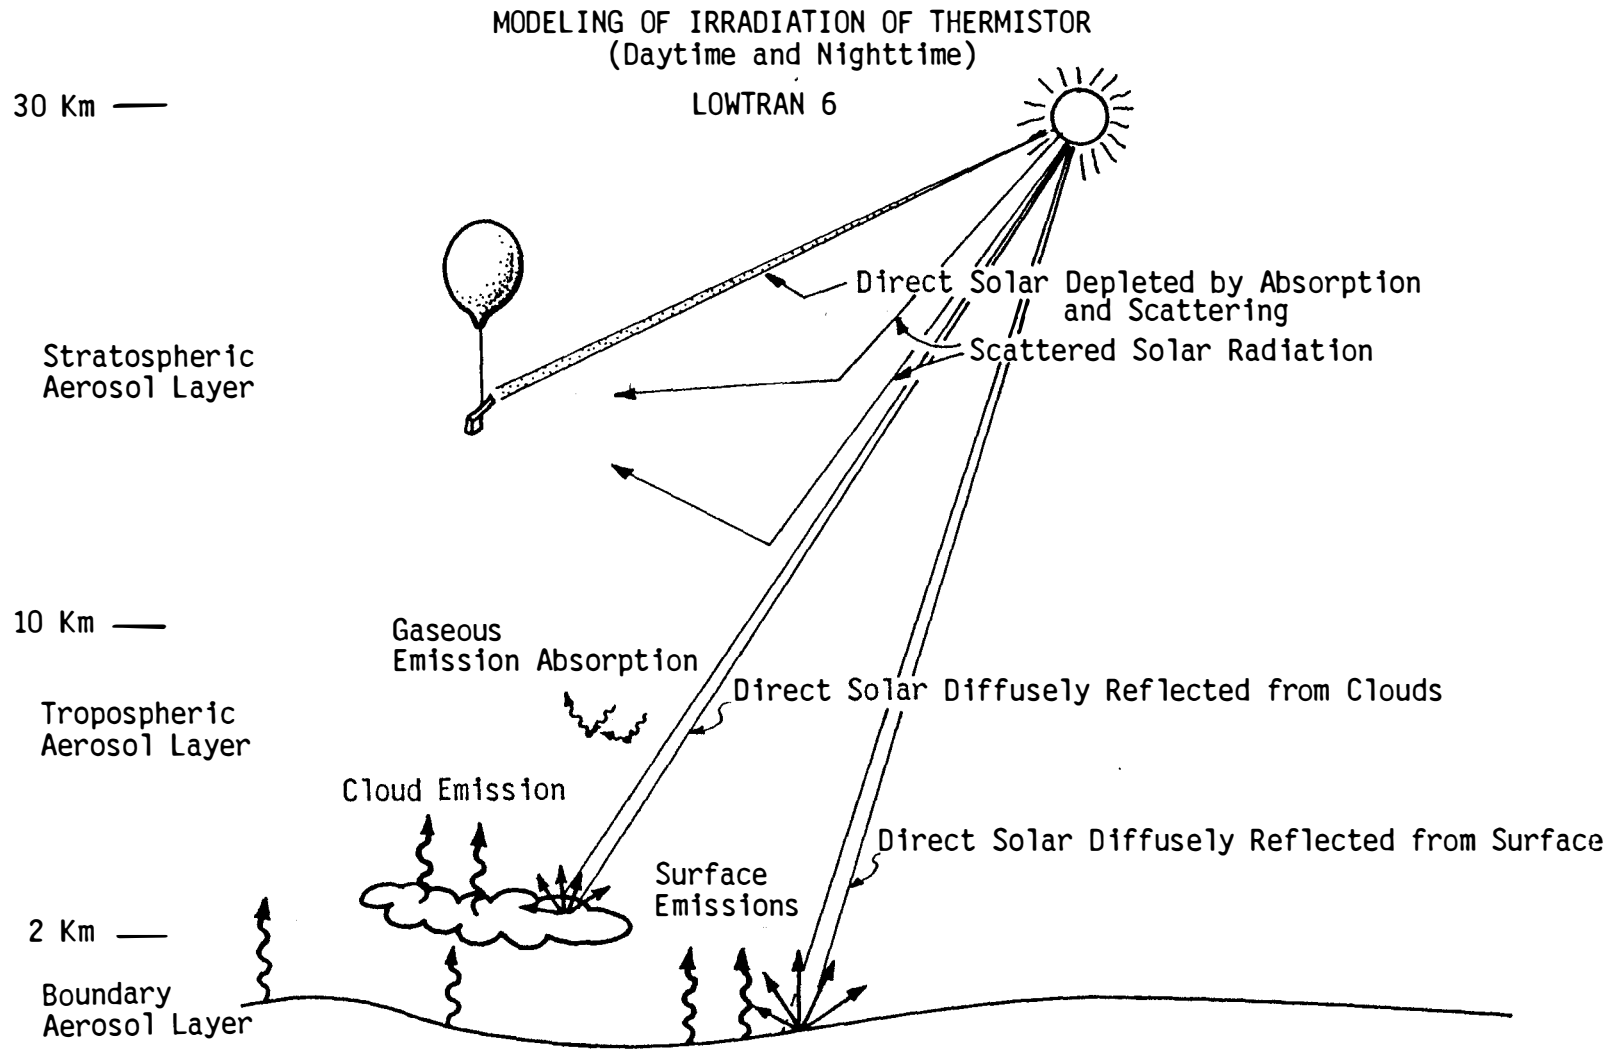 MODELING OF IRRADIATION OF THERMISTOR
(Daytime and Nighttime)
30 Km
LOWTRAN 6
Direct Solar Depleted by Absorption
and Scattering
Scattered Solar Radiation
Stratospheric
Aerosol Layer
10 Km
Gaseous
Emission Absorption
Direct Solar Diffusely Reflected from Clouds
Tropospheric
Aerosol Layer
Cloud Emission
Direct Solar Diffusely Reflected from Surface
Surface
Emissions
2 Km
Boundary
Aerosol Layer